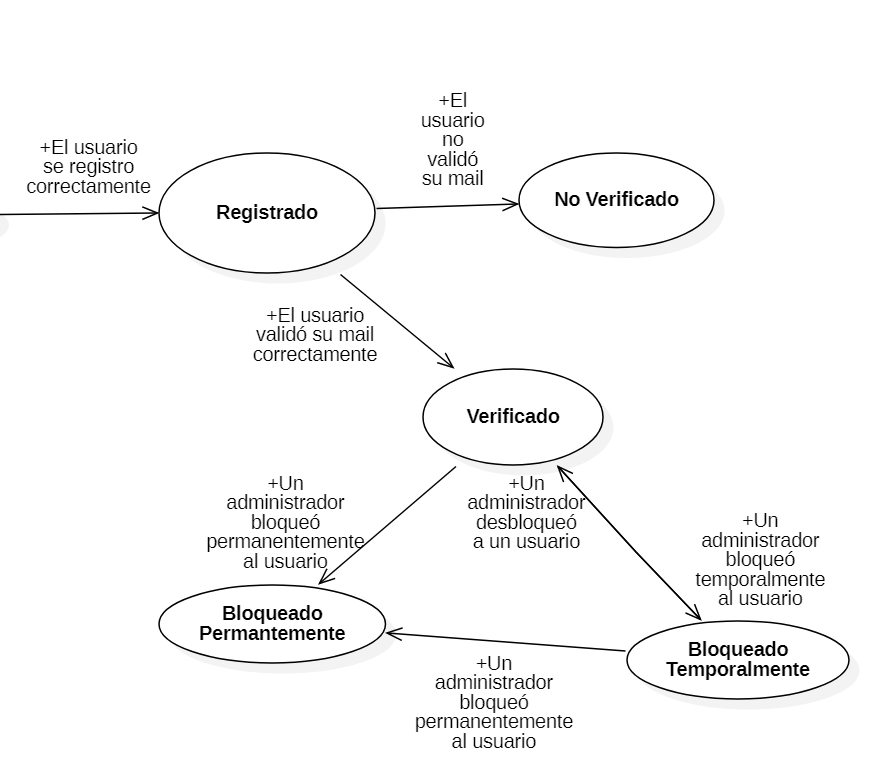 +El usuario
se registro
correctamente
Registrado
+El
usuario
no
validó
su mail
No Verificado
+El usuario
validó su mail
correctamente
Verificado
+Un
administrador
bloqueó
permanentemente
al usuario
+Un
administrador
desbloqueó
a un usuario
+Un
administrador
bloqueó
temporalmente
al usuario
Bloqueado
Permantemente
Bloqueado
Temporalmente
+Un
administrador
bloqueó
permanentemente
al usuario